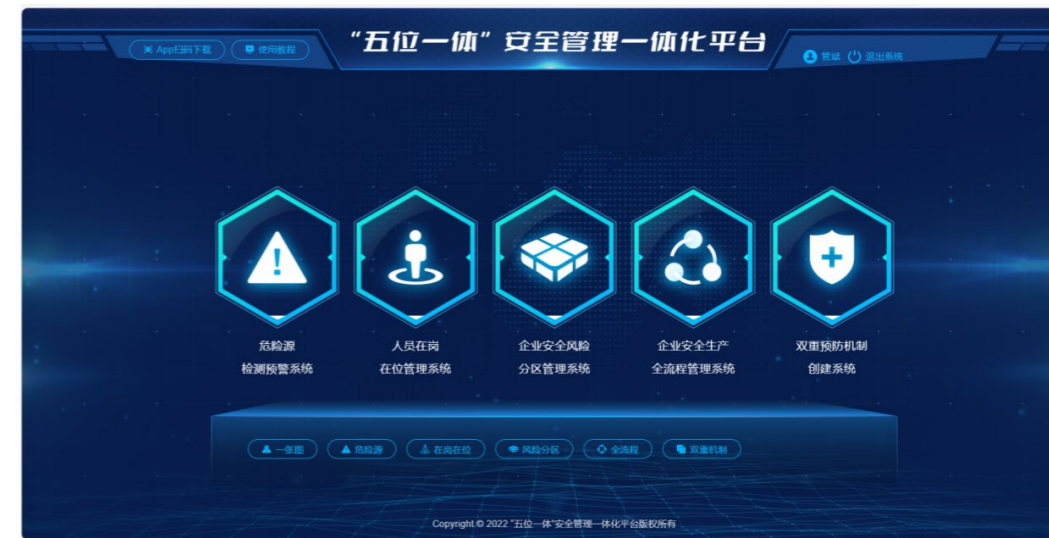 App扫码下载
使用教程
“五位一体”安全管理一体化平台
管斌 退出系统
危险源
检测预警系统
人员在岗
在位管理系统
企业安全风险
分区管理系统
企业安全生产
全流程管理系统
双重预防机制
创建系统
一张图
危险源
在岗在位
风险分区
全流程
双重机制
Copyright © 2022 “五位一体”安全管理一体化平台版权所有